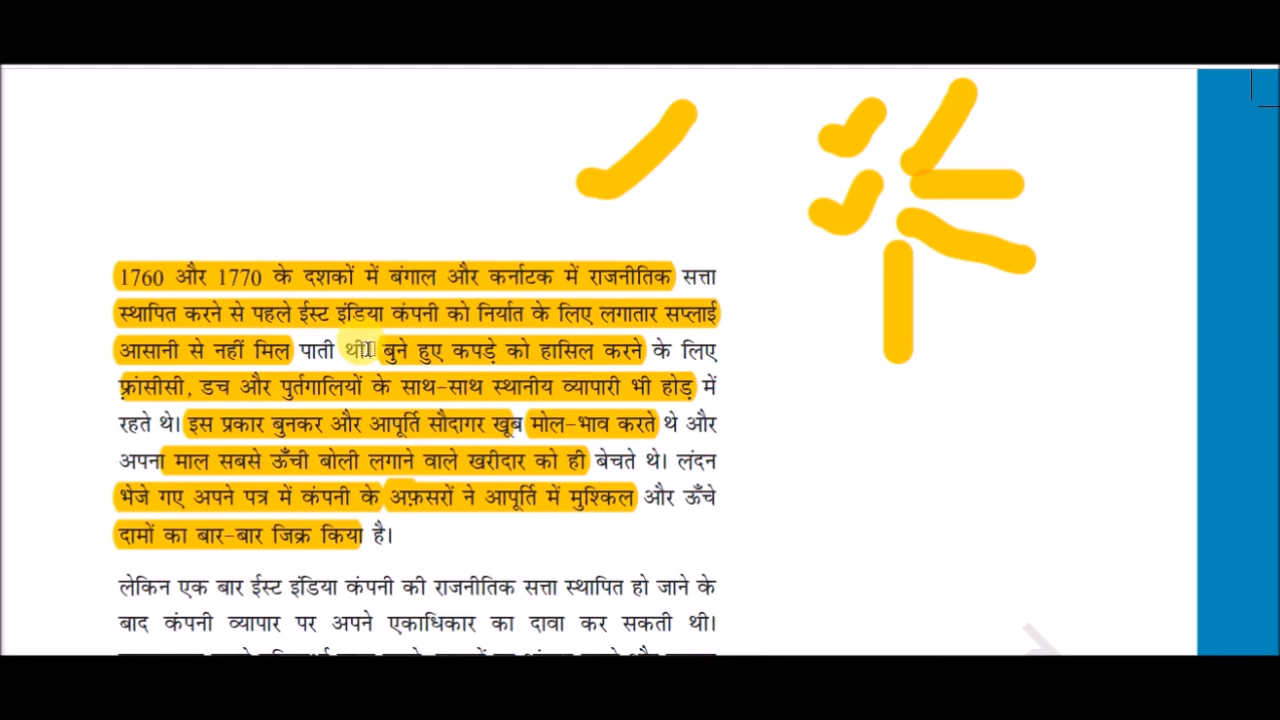 1760 और 1770 के दशकों में बंगाल और कर्नाटक में राजनीतिक सत्ता
स्थापित करने से पहले ईस्ट इंडिया कंपनी को निर्यात के लिए लगातार सप्लाई
आसानी से नहीं मिल पाती थी। बुने हुए कपड़े को हासिल करने के लिए
फ़्रांसीसी, डच और पुर्तगालियों के साथ-साथ स्थानीय व्यापारी भी होड़ में
रहते थे। इस प्रकार बुनकर और आपूर्ति सौदागर खूब मोल-भाव करते थे और
अपना माल सबसे ऊँची बोली लगाने वाले खरीदार को ही बेचते थे। लंदन
भेजे गए अपने पत्र में कंपनी के अफ़सरों ने आपूर्ति में मुश्किल और ऊँचे
दामों का बार-बार जिक्र किया है।
लेकिन एक बार ईस्ट इंडिया कंपनी की राजनीतिक सत्ता स्थापित हो जाने के
बाद कंपनी व्यापार पर अपने एकाधिकार का दावा कर सकती थी।